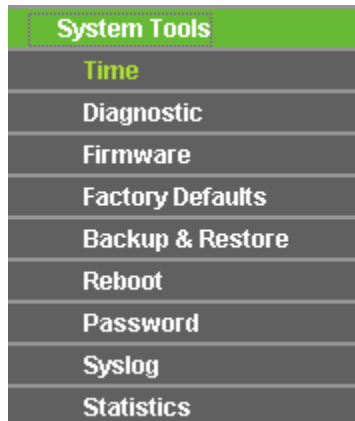 System Tools
Time
Diagnostic
Firmware
Factory Defaults
Backup & Restore
Reboot
Password
Syslog
Statistics